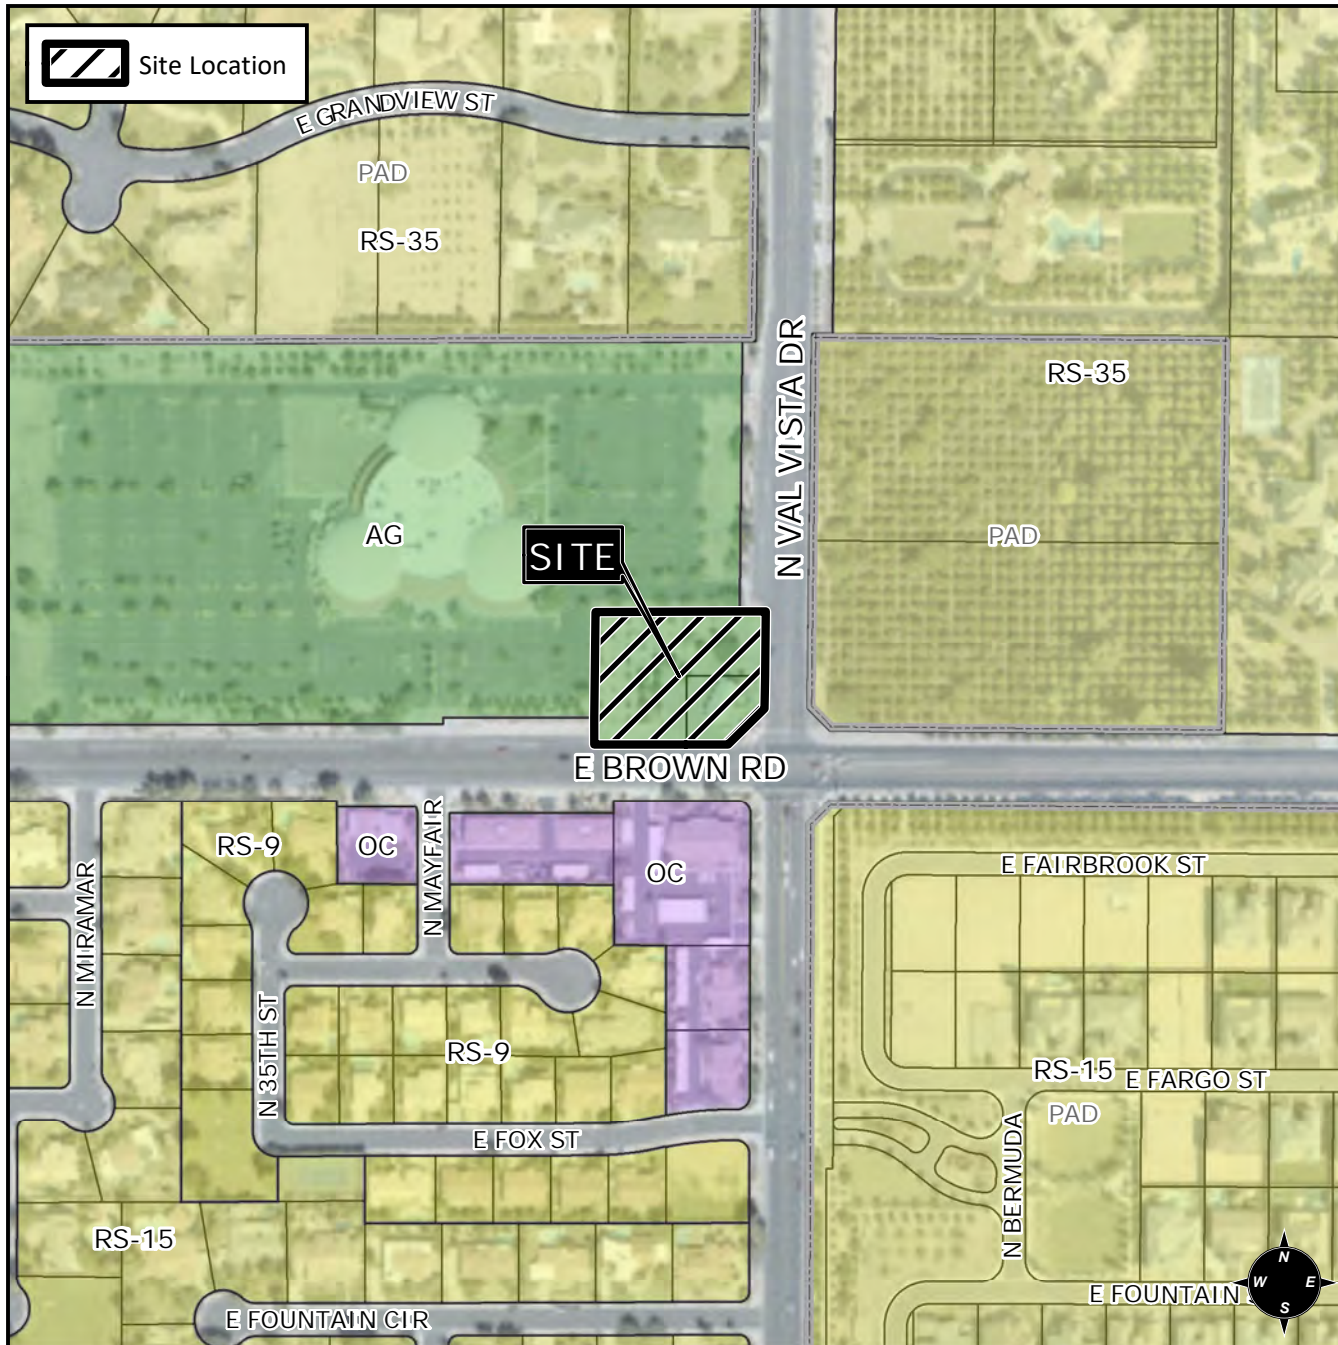 Site Location
E GRANDVIEW ST
PAD
RS-35
N VAL VISTA DR
RS-35
AG
SITE
PAD
E BROWN RD
RS-9
OC
N MAYFAIR
OC
E FAIRBROOK ST
N MIRAMAR
N 35TH ST
RS-9
RS-15
E FARGO ST
PAD
E FOX ST
N BERMUDA
RS-15
E FOUNTAIN
E FOUNTAIN CIR
N
W
E
S